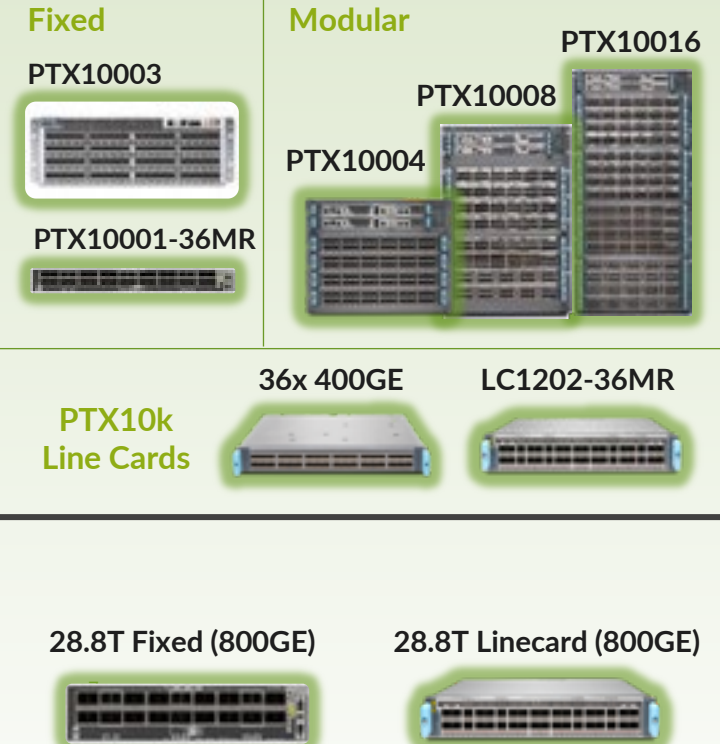 Fixed
Modular
PTX10003
PTX10016
PTX10008
PTX10004
PTX10001-36MR
36x 400GE
LC1202-36MR
PTX10k
Line Cards
28.8T Fixed (800GE)
28.8T Linecard (800GE)